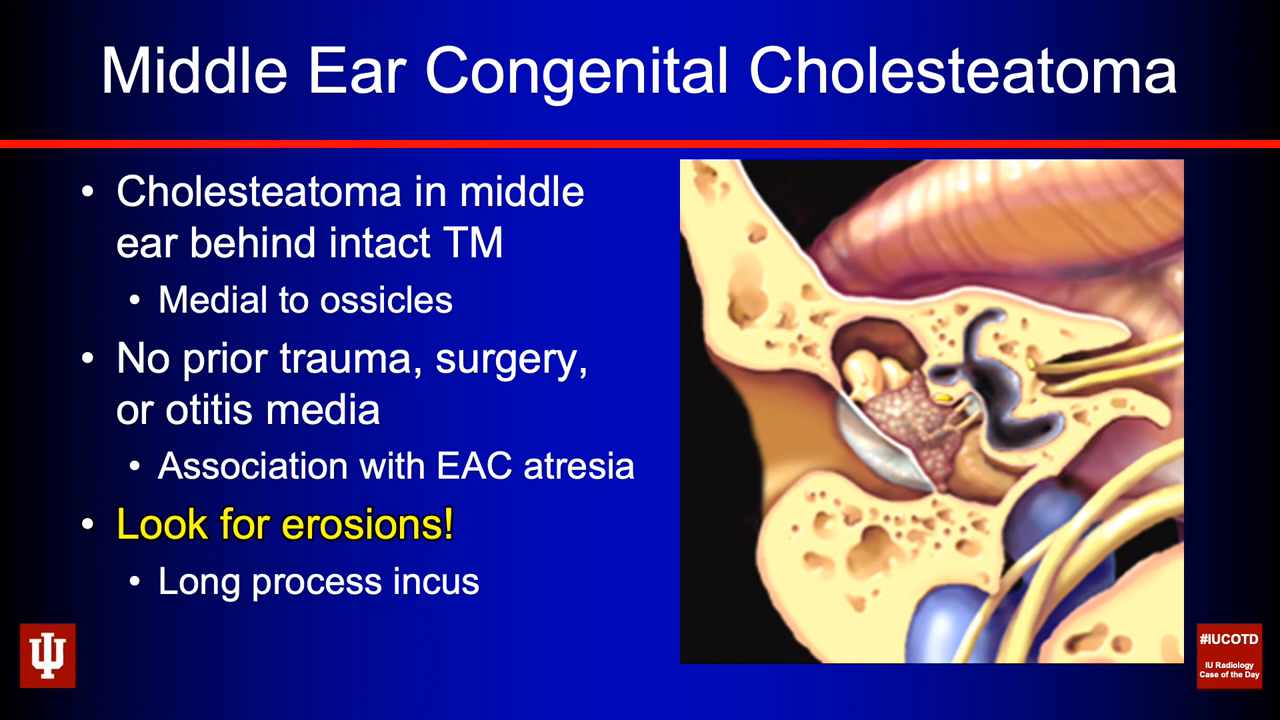 Middle Ear Congenital Cholesteatoma
• Cholesteatoma in middle
ear behind intact TM
• Medial to ossicles
• No prior trauma, surgery,
or otitis media
• Association with EAC atresia
• Look for erosions!
• Long process incus
#IUCOTD
IU Radiology
Case of the Day